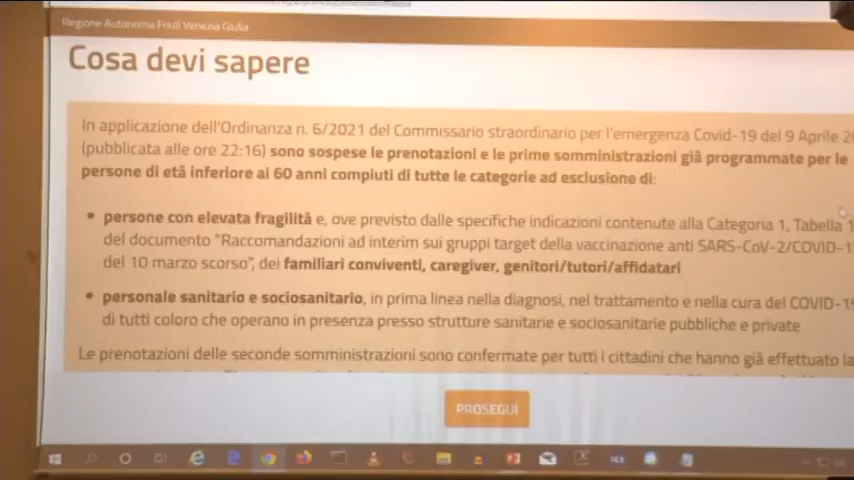 Regione Autonoma Friuli Venezia Giulia
Cosa devi sapere
In applicazione dell'Ordinanza n. 6/2021 del Commissario straordinario per l'emergenza Covid-19 del 9 Aprile
(pubblicata alle ore 22:16) sono sospese le prenotazioni e le prime somministrazioni già programmate per le
persone di età inferiore ai 60 anni compiuti di tutte le categorie ad esclusione di:
• persone con elevata fragilità e, ove previsto dalle specifiche indicazioni contenute alla Categoria 1, Tabella 1
del documento "Raccomandazioni ad interim sui gruppi target della vaccinazione anti SARS-CoV-2/COVID-1
del 10 marzo scorso", dei familiari conviventi, caregiver, genitori/tutori/affidatari
• personale sanitario e sociosanitario, in prima linea nella diagnosi, nel trattamento e nella cura del COVID-19
di tutti coloro che operano in presenza presso strutture sanitarie e sociosanitarie pubbliche e private
Le prenotazioni delle seconde somministrazioni sono confermate per tutti i cittadini che hanno già effettuato la
PROSEGUI